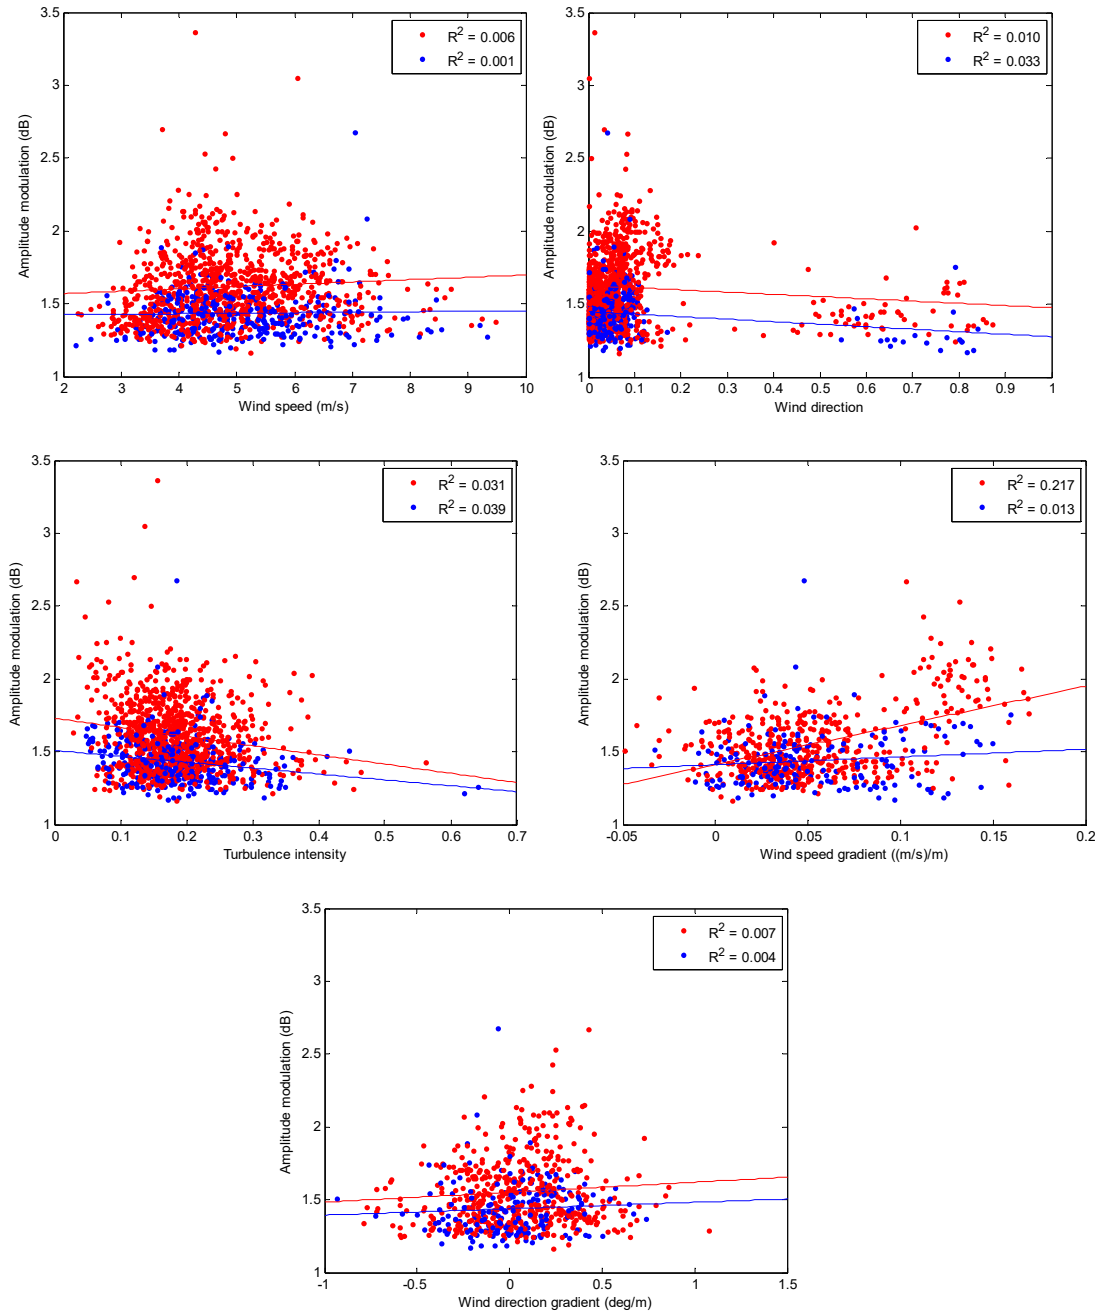 3.5
3
2.5
2
1.5
1
2 3 4 5 6 7 8 9 10
Amplitude modulation (dB)
Wind speed (m/s)
R² = 0.006
R² = 0.001
3.5
3
2.5
2
1.5
1
0 0.1 0.2 0.3 0.4 0.5 0.6 0.7 0.8 0.9 1
Amplitude modulation (dB)
Wind direction
R² = 0.010
R² = 0.033
3.5
3
2.5
2
1.5
1
0 0.1 0.2 0.3 0.4 0.5 0.6 0.7
Amplitude modulation (dB)
Turbulence intensity
R² = 0.031
R² = 0.039
3.5
3
2.5
2
1.5
1
-0.05 0 0.05 0.1 0.15 0.2
Amplitude modulation (dB)
Wind speed gradient ((m/s)/m)
R² = 0.217
R² = 0.013
3.5
3
2.5
2
1.5
1
-1 -0.5 0 0.5 1 1.5
Amplitude modulation (dB)
Wind direction gradient (deg/m)
R² = 0.007
R² = 0.004